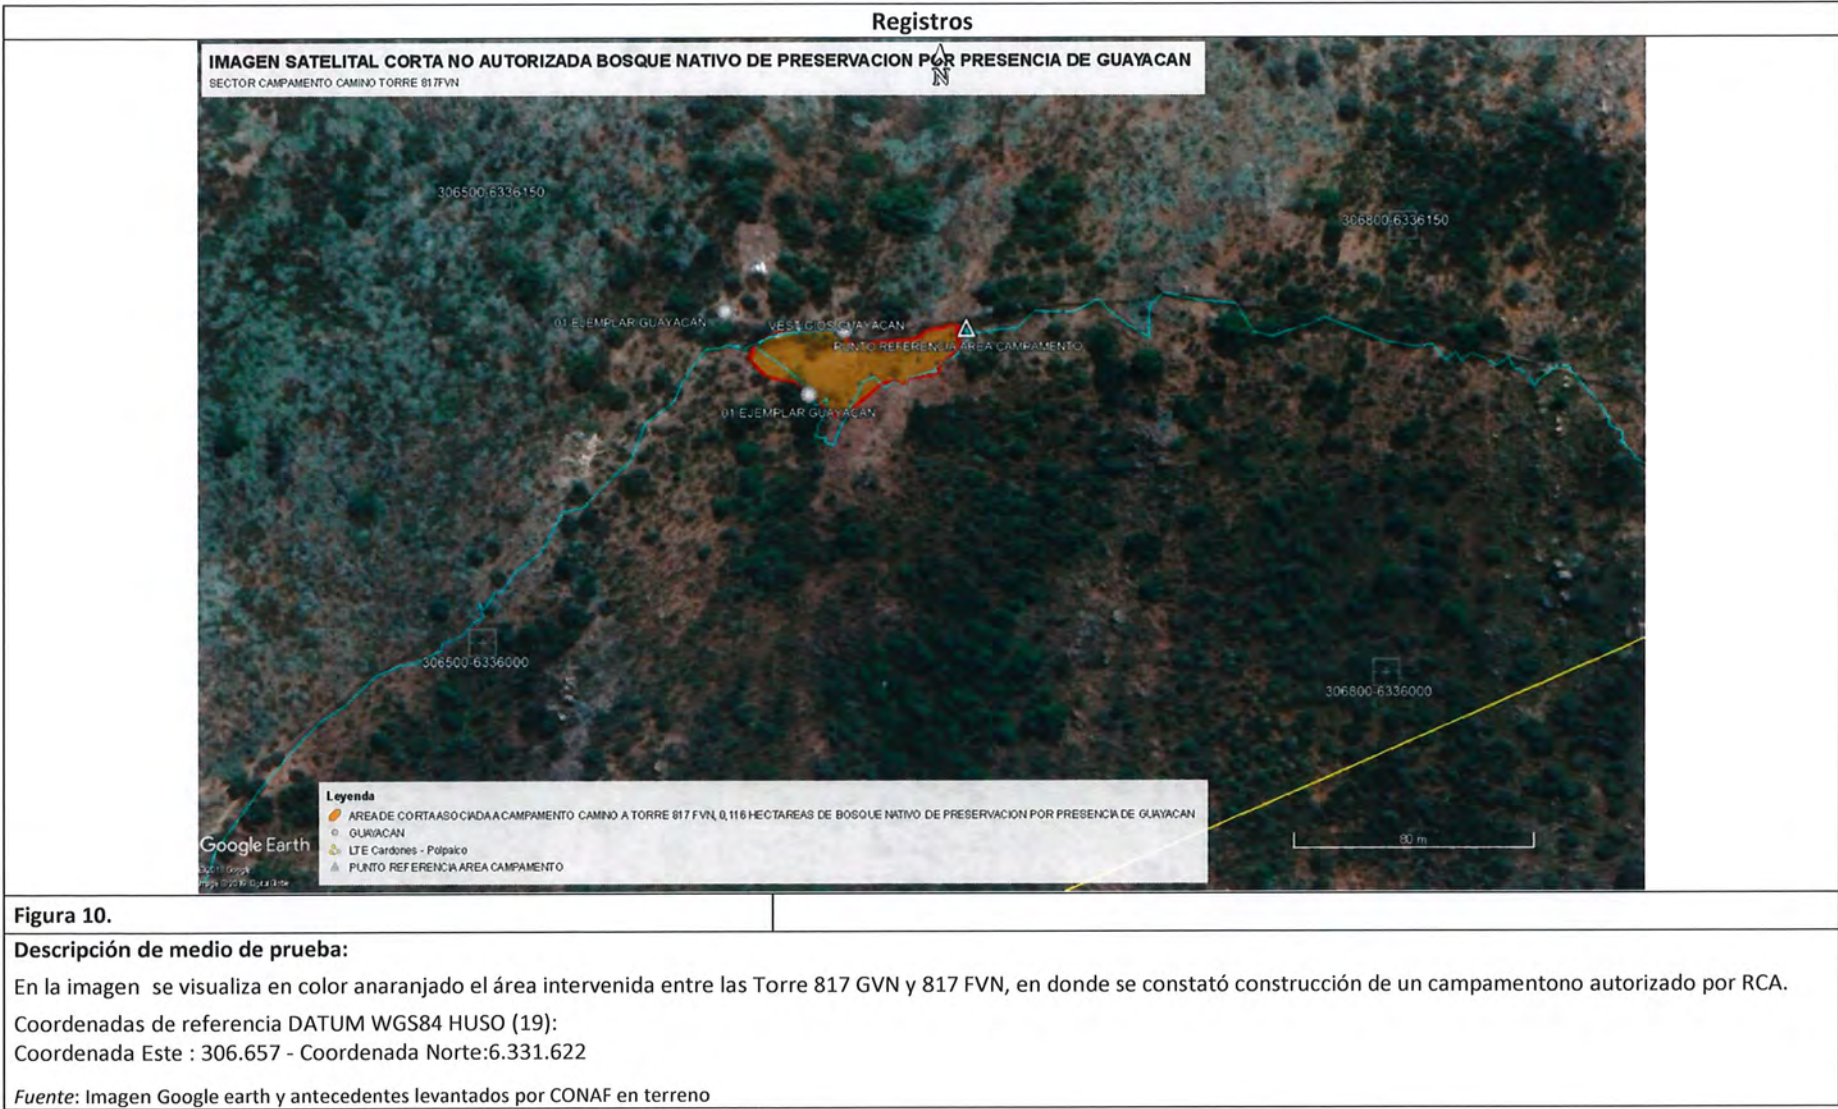 Registros
IMAGEN SATELITAL CORTA NO AUTORIZADA BOSQUE NATIVO DE PRESERVACION POR PRESENCIA DE GUAYACAN
SECTOR CAMPAMENTO CAMINO TORRE 817FVN
N
306500-6336150
306800-6336150
01 EJEMPLAR GUAYACAN
VESTIGIOS GUAYACAN
PUNTO REFERENCIA AREA CAMPAMENTO
01 EJEMPLAR GUAYACAN
306500-6336000
306800-6336000
Leyenda
AREA DE CORTA ASOCIADA A CAMPAMENTO CAMINO A TORRE 817 FVN, 0,116 HECTAREAS DE BOSQUE NATIVO DE PRESERVACION POR PRESENCIA DE GUAYACAN
GUAYACAN
LTE Cardones - Polpaico
PUNTO REFERENCIA AREA CAMPAMENTO
Google Earth
80 m
Figura 10.
Descripción de medio de prueba:
En la imagen se visualiza en color anaranjado el área intervenida entre las Torre 817 GVN y 817 FVN, en donde se constató construcción de un campamentono autorizado por RCA.
Coordenadas de referencia DATUM WGS84 HUSO (19):
Coordenada Este : 306.657 - Coordenada Norte:6.331.622
Fuente: Imagen Google earth y antecedentes levantados por CONAF en terreno